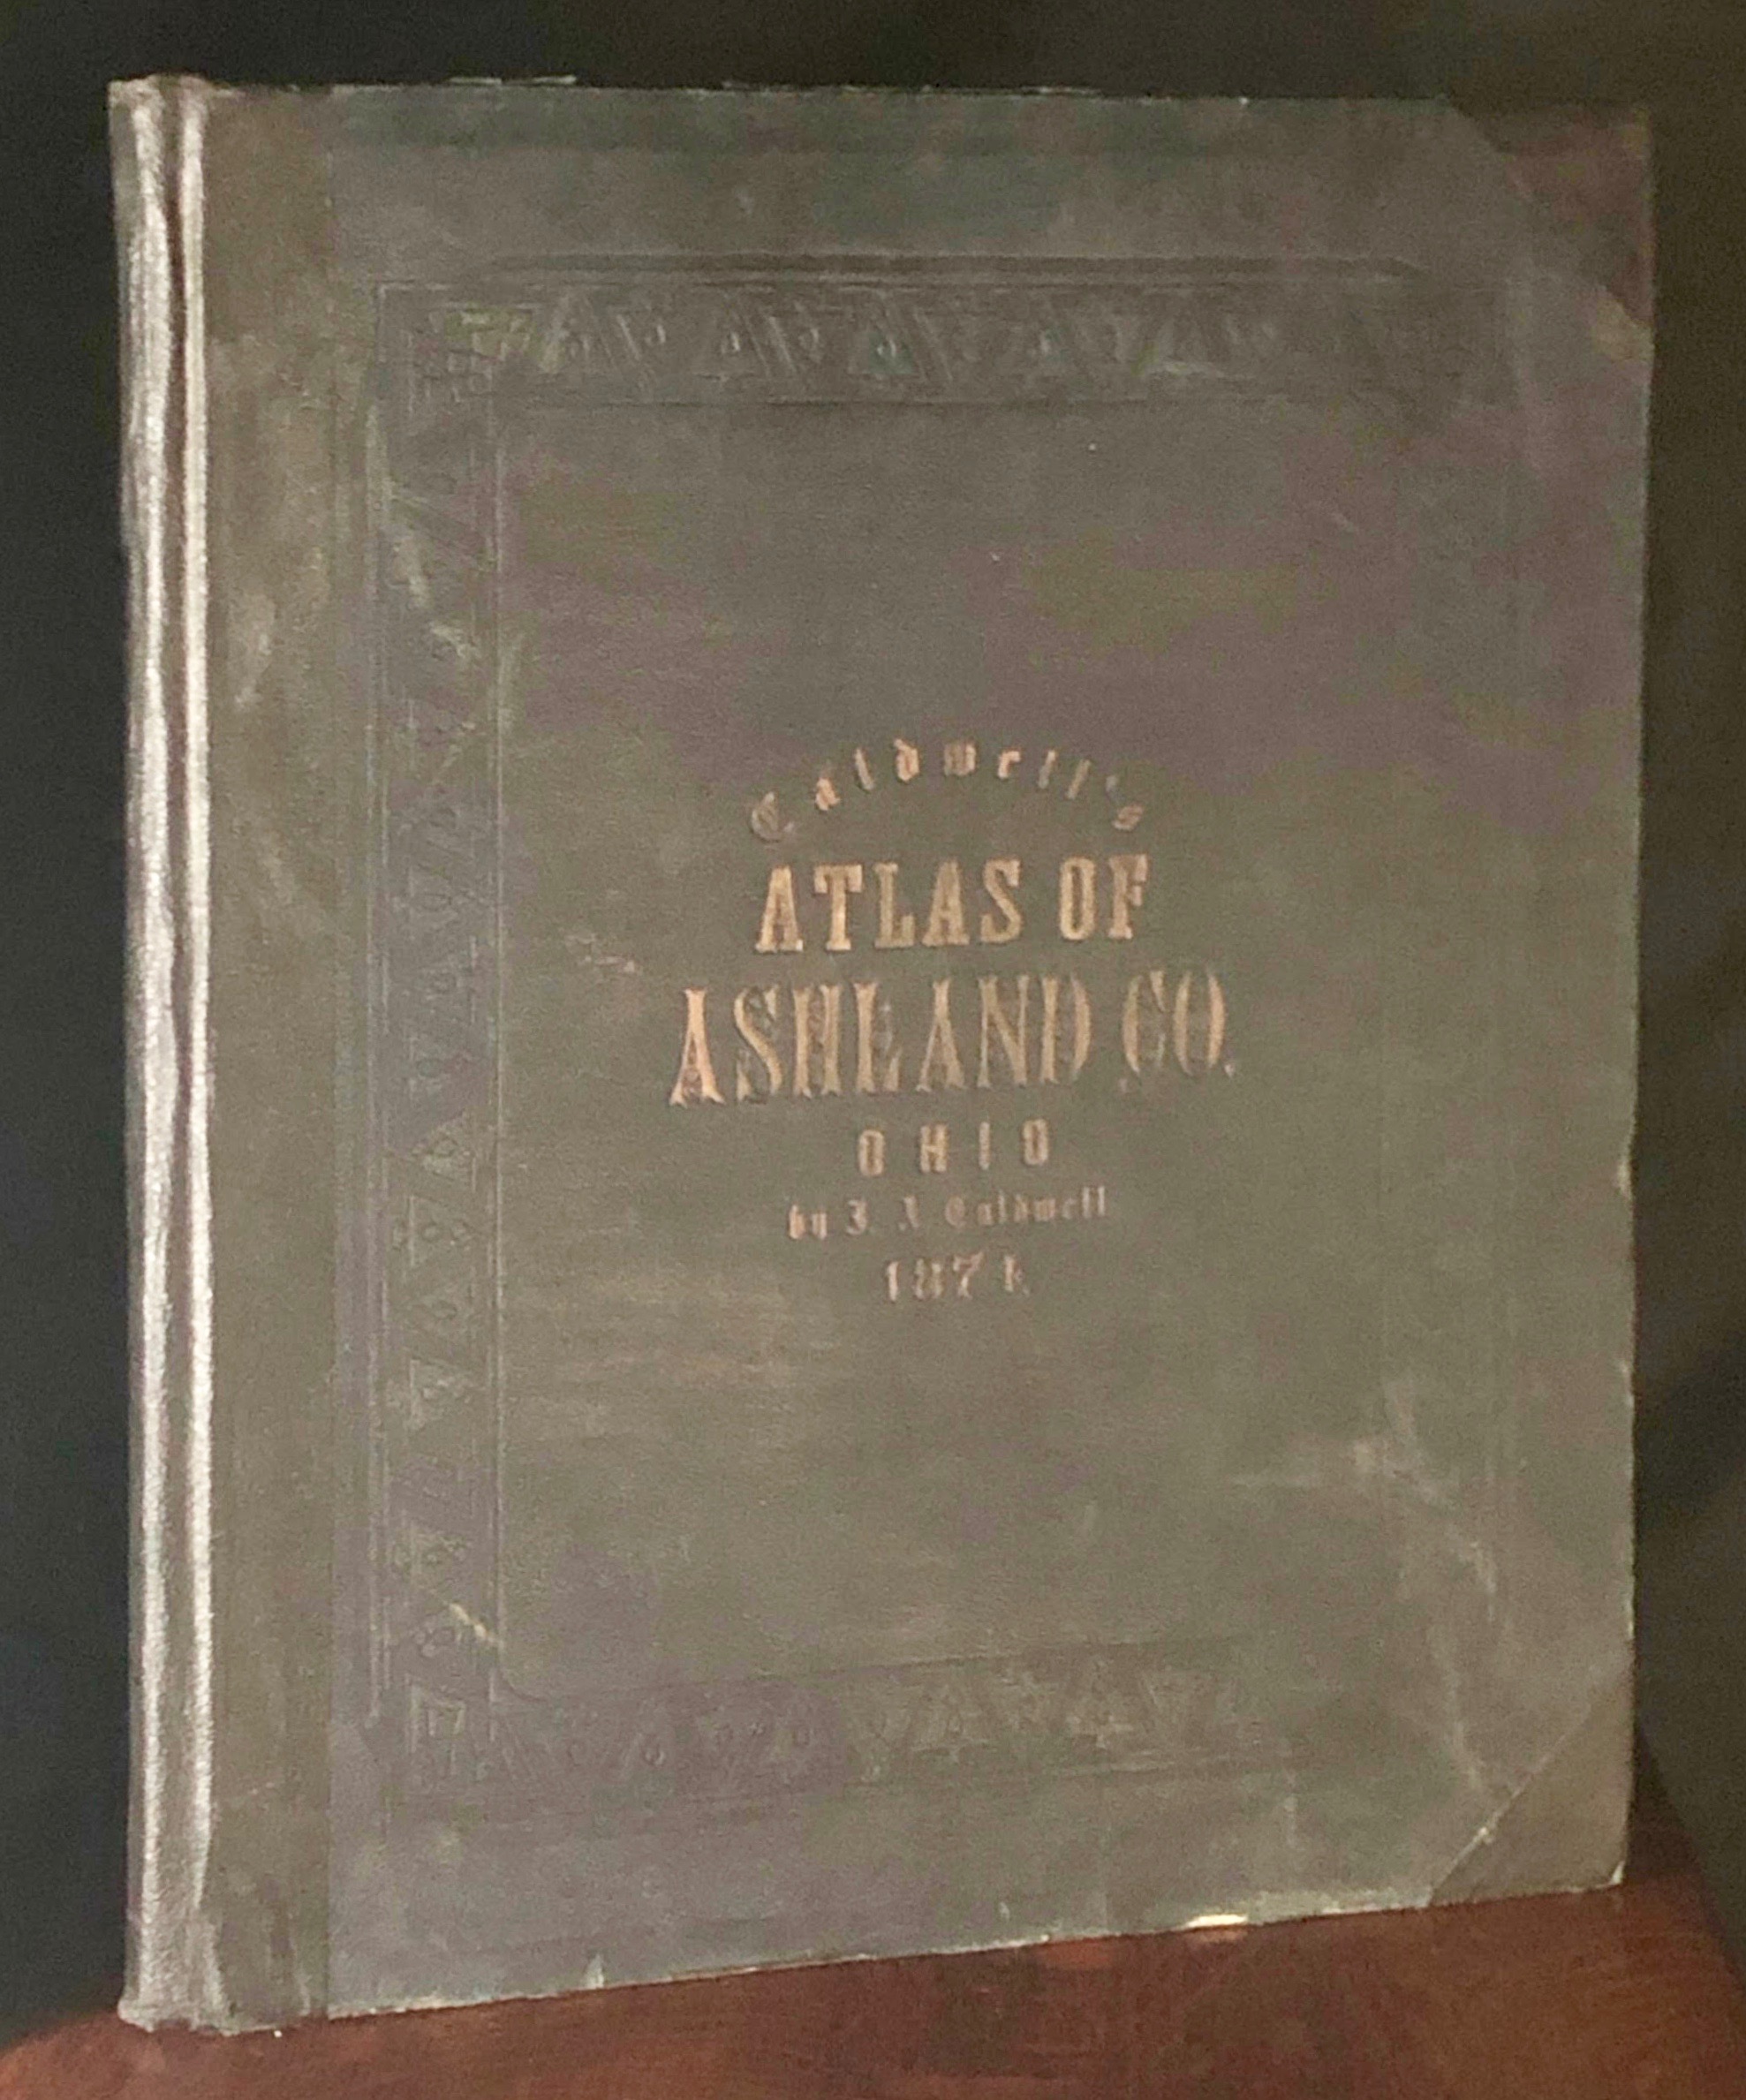 Caldwell's
ATLAS OF
ASHLAND CO.
OHIO
by J. A. Caldwell
1874.